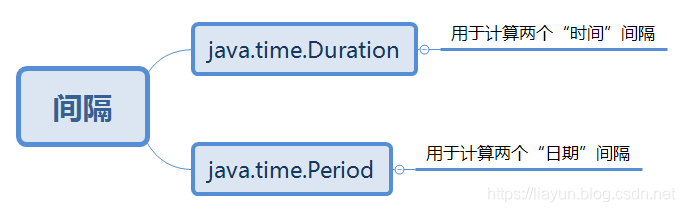 java.time.Duration
用于计算两个“时间”间隔
间隔
java.time.Period
用于计算两个“日期”间隔
https://liayun.blog.csdn.net